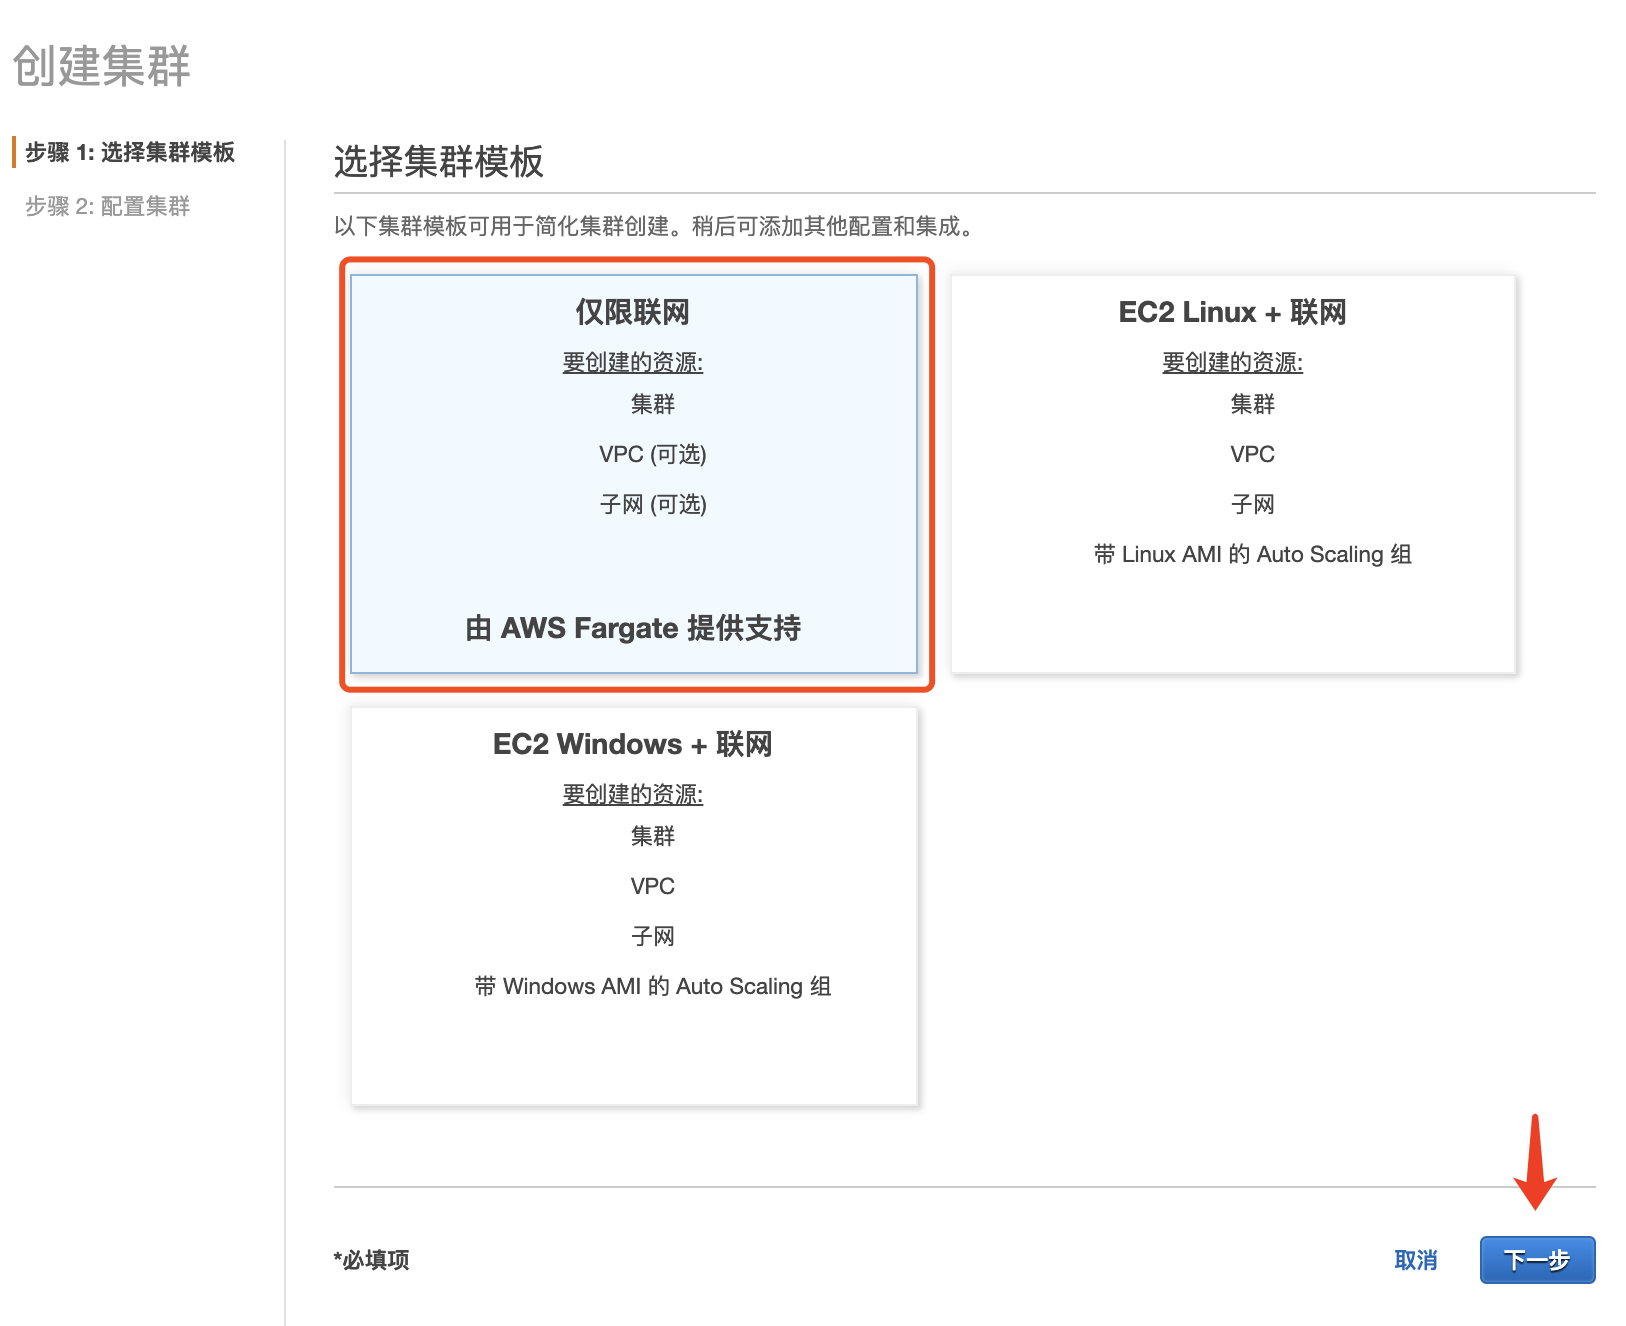 创建集群
步骤 1: 选择集群模板
步骤 2: 配置集群
选择集群模板
以下集群模板可用于简化集群创建。稍后可添加其他配置和集成。
仅限联网
要创建的资源:
集群
VPC (可选)
子网 (可选)
由 AWS Fargate 提供支持
EC2 Linux + 联网
要创建的资源:
集群
VPC
子网
带 Linux AMI 的 Auto Scaling 组
EC2 Windows + 联网
要创建的资源:
集群
VPC
子网
带 Windows AMI 的 Auto Scaling 组
*必填项
取消
下一步